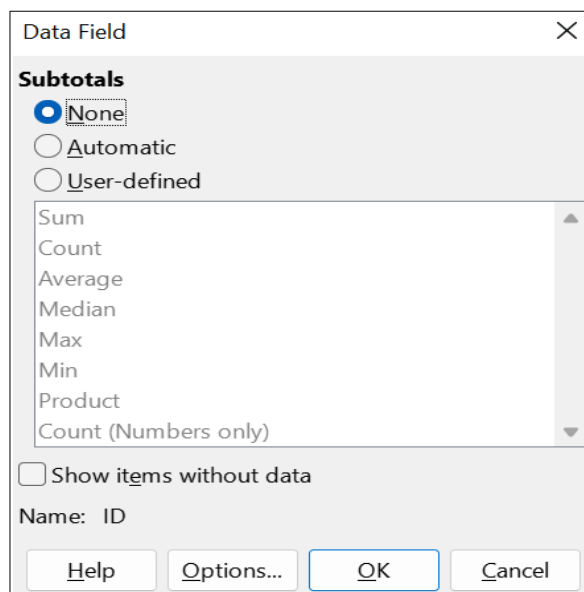 Data Field
Subtotals
None
Automatic
User-defined
Sum
Count
Average
Median
Max
Min
Product
Count (Numbers only)
Show items without data
Name: ID
Help Options... OK Cancel